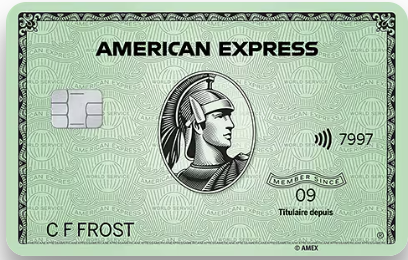 AMERICAN EXPRESS
7997
MEMBER SINCE
09
Titulaire depuis
C F FROST
®
© AMEX